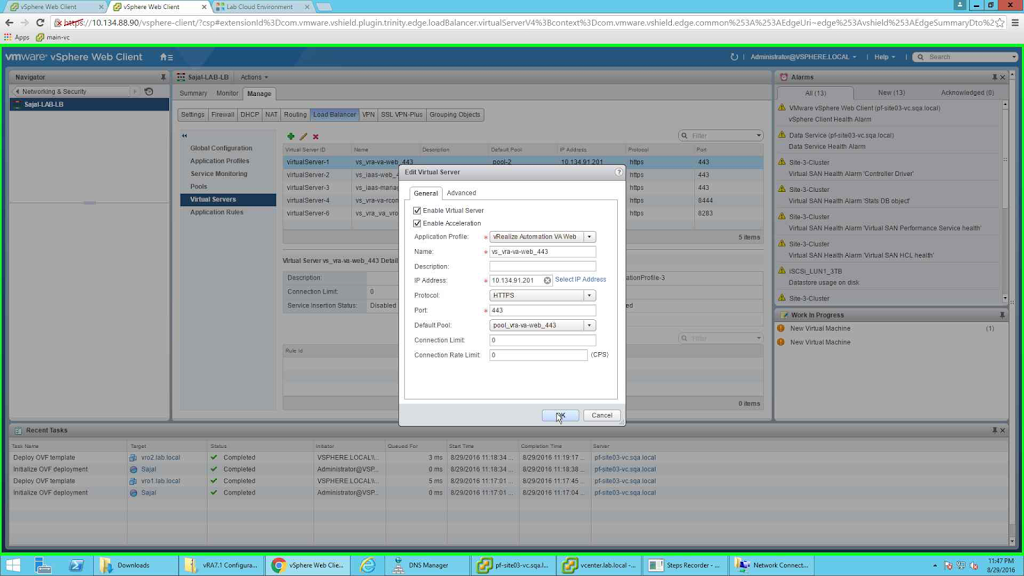 vSphere Web Client
vSphere Web Client
Lab Cloud Environment
https://10.134.88.90/vsphere-client/?csp#extensionId%3Dcom.vmware.vshield.plugin.trinity.edge.loadBalancer.virtualServerV4%3Bcontext%3Dcom.vmware.vshield.edge.common%253A%253AEdgeUri~edge%253Avshield%253AEdgeSummaryDto%2
Apps main-vc
vmware® vSphere Web Client
Administrator@VSPHERE.LOCAL Help Search
Navigator
Networking & Security
Sajal-LAB-LB
Sajal-LAB-LB Actions
Summary Monitor Manage
Settings Firewall DHCP NAT Routing Load Balancer VPN SSL VPN-Plus Grouping Objects
Global Configuration
Application Profiles
Service Monitoring
Pools
Virtual Servers
Application Rules
Filter
Virtual Server ID Name Description Default Pool IP Address Protocol Port
virtualServer-1 vs_vra-va-web_443 pool-2 10.134.91.201 https 443
virtualServer-2 vs_iaas-web_4 https 443
virtualServer-3 vs_iaas-manag https 443
virtualServer-4 vs_vra-va-rcon https 8444
virtualServer-6 vs_vra_va_vro https 8283
5 items
Virtual Server vs_vra-va-web_443 Detail
Description:
Connection Limit: 0
Service Insertion Status: Disabled
ationProfile-3
Filter
Rule Id
0 items
Edit Virtual Server
General Advanced
Enable Virtual Server
Enable Acceleration
Application Profile: * vRealize Automation VA Web
Name: * vs_vra-va-web_443
Description:
IP Address: * 10.134.91.201 Select IP Address
Protocol: HTTPS
Port: * 443
Default Pool: pool_vra-va-web_443
Connection Limit: 0
Connection Rate Limit: 0 (CPS)
OK Cancel
Alarms
All (13) New (13) Acknowledged (0)
VMware vSphere Web Client (pf-site03-vc.sqa.local)
vSphere Client Health Alarm
Data Service (pf-site03-vc.sqa.local)
Data Service Health Alarm
Site-3-Cluster
Virtual SAN Health Alarm 'Controller Driver'
Site-3-Cluster
Virtual SAN Health Alarm 'Stats DB object'
Site-3-Cluster
Virtual SAN Health Alarm 'Virtual SAN Performance Service health'
Site-3-Cluster
Virtual SAN Health Alarm 'Virtual SAN HCL health'
iSCSI_LUN1_3TB
Datastore usage on disk
Site-3-Cluster
Work In Progress
New Virtual Machine (1)
New Virtual Machine
Recent Tasks
Task Name Target Status Initiator Queued For Start Time Completion Time Server
Deploy OVF template vro2.lab.local Completed VSPHERE.LOCAL\... 3 ms 8/29/2016 11:18:34 ... 8/29/2016 11:19:17 ... pf-site03-vc.sqa.local
Initialize OVF deployment Sajal Completed Administrator@VSP... 0 ms 8/29/2016 11:18:34 ... 8/29/2016 11:18:36 ... pf-site03-vc.sqa.local
Deploy OVF template vro1.lab.local Completed VSPHERE.LOCAL\... 5 ms 8/29/2016 11:17:01 ... 8/29/2016 11:17:45 ... pf-site03-vc.sqa.local
Initialize OVF deployment Sajal Completed Administrator@VSP... 0 ms 8/29/2016 11:17:01 ... 8/29/2016 11:17:04 ... pf-site03-vc.sqa.local
Downloads vRA7.1 Configura... vSphere Web Clie... DNS Manager pf-site03-vc.sqa.l... vcenter.lab.local -... Steps Recorder - ... Network Connect...
11:47 PM
8/29/2016